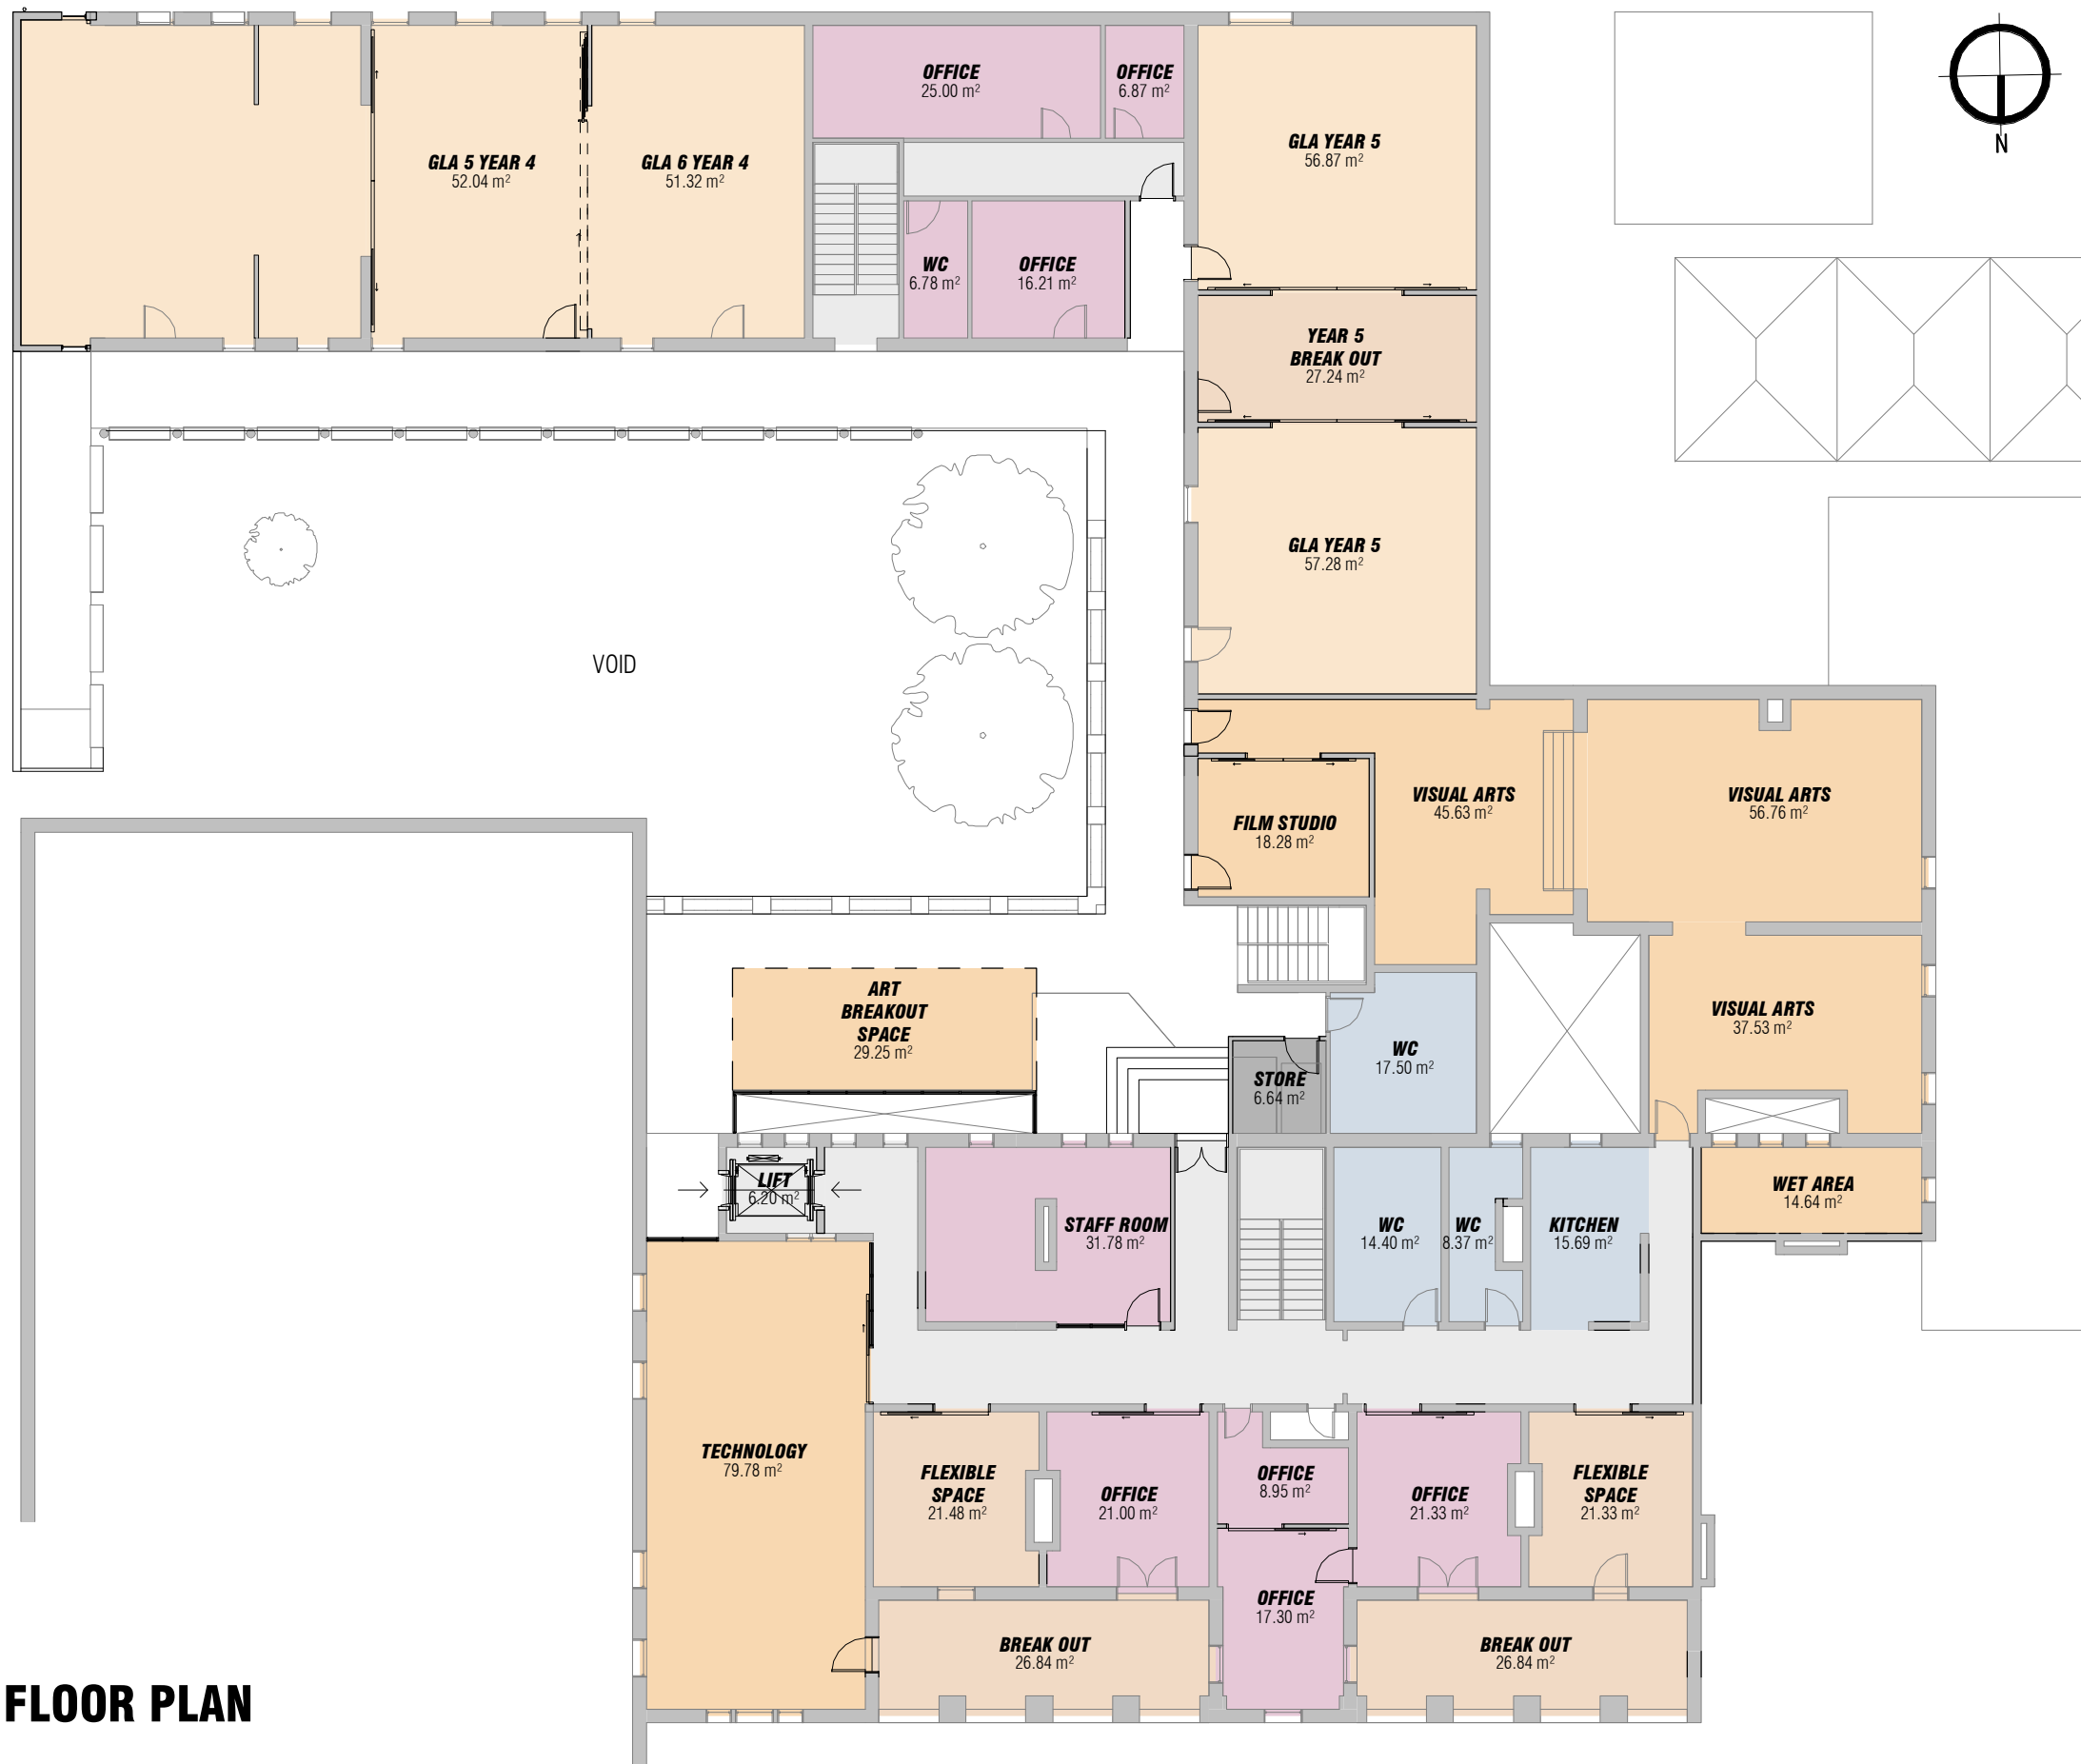 OFFICE
25.00 m²
OFFICE
6.87 m²
N
GLA YEAR 5
56.87 m²
GLA 5 YEAR 4
52.04 m²
GLA 6 YEAR 4
51.32 m²
WC
6.78 m²
OFFICE
16.21 m²
YEAR 5
BREAK OUT
27.24 m²
GLA YEAR 5
57.28 m²
VOID
FILM STUDIO
18.28 m²
VISUAL ARTS
45.63 m²
VISUAL ARTS
56.76 m²
ART
BREAKOUT
SPACE
29.25 m²
VISUAL ARTS
37.53 m²
WC
17.50 m²
STORE
6.64 m²
LIFT
6.20 m²
STAFF ROOM
31.78 m²
WC
14.40 m²
WC
8.37 m²
KITCHEN
15.69 m²
WET AREA
14.64 m²
TECHNOLOGY
79.78 m²
FLEXIBLE
SPACE
21.48 m²
OFFICE
21.00 m²
OFFICE
8.95 m²
OFFICE
21.33 m²
FLEXIBLE
SPACE
21.33 m²
OFFICE
17.30 m²
BREAK OUT
26.84 m²
BREAK OUT
26.84 m²
FLOOR PLAN